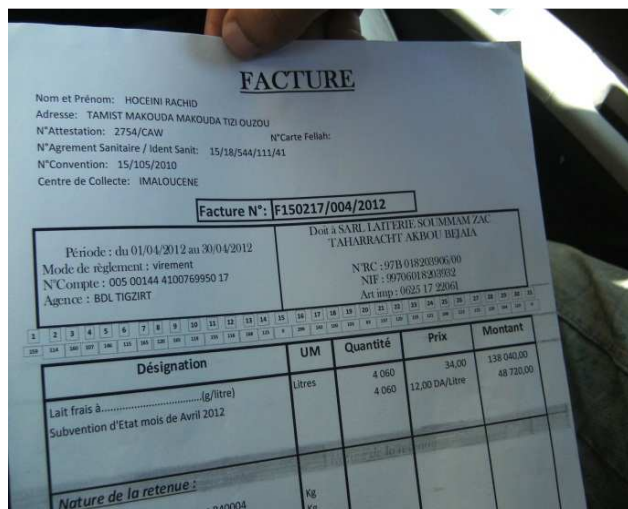 FACTURE
Nom et Prénom: HOCEINI RACHID
Adresse: TAMIST MAKOUDA MAKOUDA TIZI OUZOU
N°Attestation: 2754/CAW N°Carte Fellah:
N°Agrement Sanitaire / Ident Sanit: 15/18/544/111/41
N°Convention: 15/105/2010
Centre de Collecte: IMALOUCENE
Facture N°: F150217/004/2012
Période : du 01/04/2012 au 30/04/2012
Mode de règlement : virement
N°Compte : 005 00144 4100769950 17
Agence : BDL TIGZIRT
Doit à SARL LAITERIE SOUMMAM ZAC
TAHARRACHT AKBOU BEJAIA
N°RC : 97B 018203906/00
NIF : 99706018203932
Art imp : 0625 17 22061
1 2 3 4 5 6 7 8 9 10 11 12 13 14 15 16 17 18 19 20 21 22 23 24 25 26 27 28 29 30 31
Désignation UM Quantité Prix Montant
Lait frais à..............................(g/litre) Litres 4 060 34,00 138 040,00
Subvention d'Etat mois de Avril 2012 4 060 12,00 DA/Litre 48 720,00
Nature de la retenue :
Kg
Kg